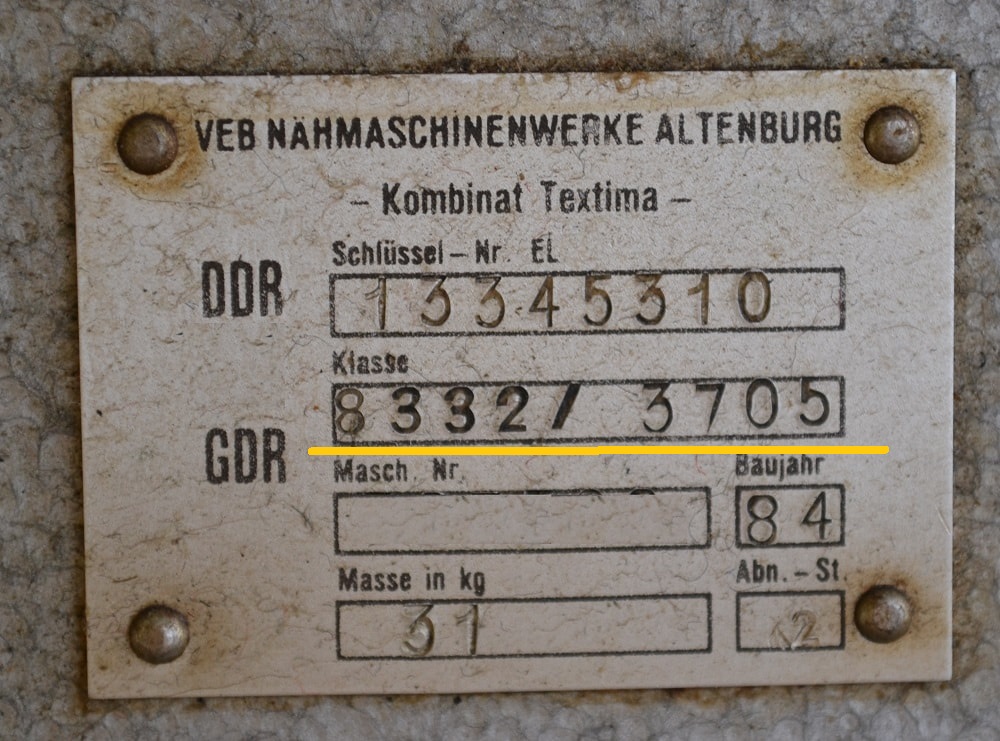 VEB NÄHMASCHINENWERKE ALTENBURG
– Kombinat Textima –
Schlüssel – Nr. EL
DDR
13345310
Klasse
8332/ 3705
GDR
Masch. Nr. Baujahr
84
Masse in kg Abn. – St.
31 2